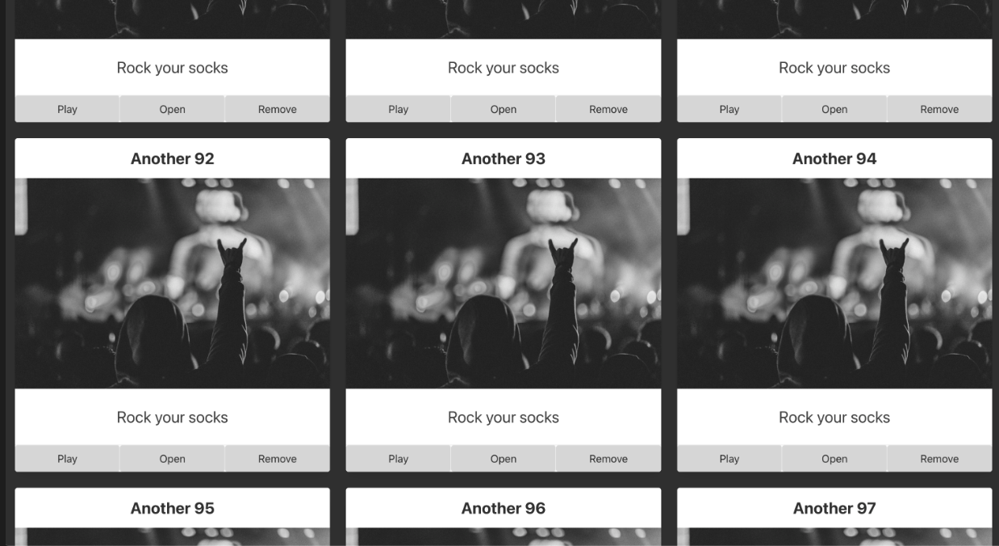 Rock your socks
Rock your socks
Rock your socks
Play Open Remove
Play Open Remove
Play Open Remove
Another 92
Another 93
Another 94
Rock your socks
Rock your socks
Rock your socks
Play Open Remove
Play Open Remove
Play Open Remove
Another 95
Another 96
Another 97